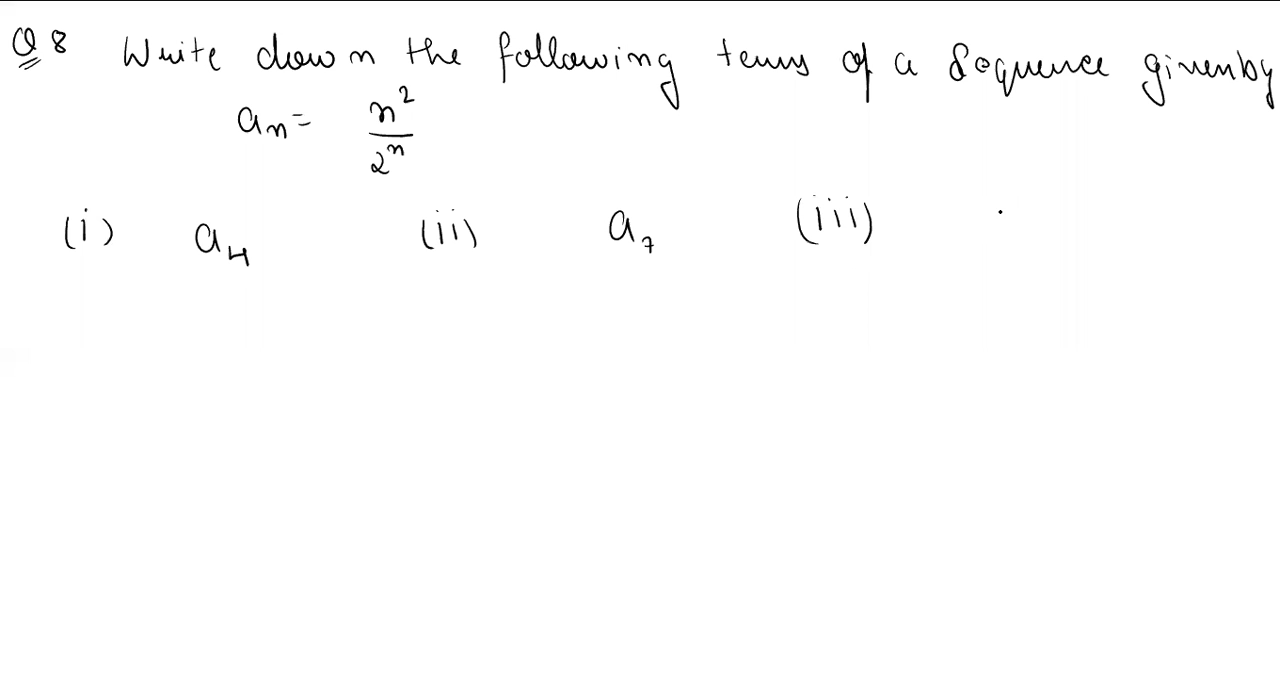 Q8 Write down the following terms of a sequence given by
aₙ = n²/2ⁿ
(i) a₄ (ii) a₇ (iii)